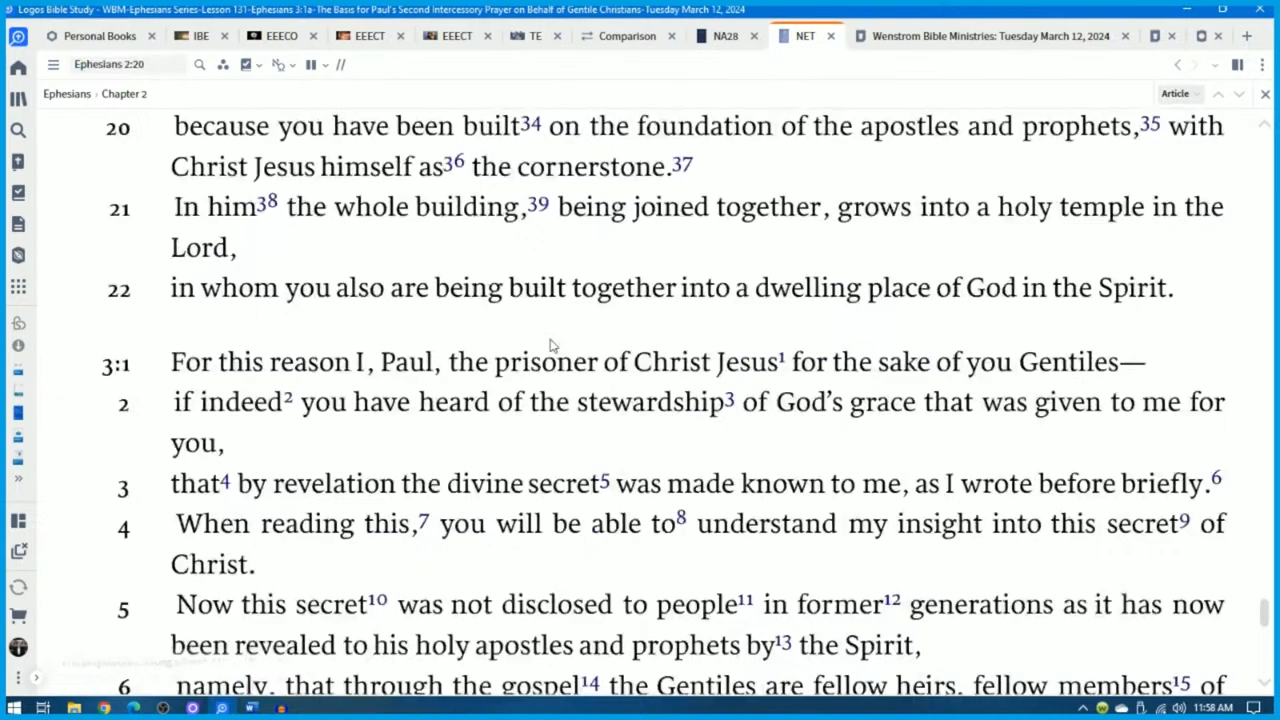 Logos Bible Study - WBM-Ephesians Series-Lesson 131-Ephesians 3:1a-The Basis for Paul's Second Intercessory Prayer on Behalf of Gentile Christians-Tuesday March 12, 2024
Personal Books IBE EEECO EEECT EEECT TE Comparison NA28 NET Wenstrom Bible Ministries: Tuesday March 12, 2024
Ephesians 2:20
Ephesians › Chapter 2 Article
20 because you have been built34 on the foundation of the apostles and prophets,35 with
Christ Jesus himself as36 the cornerstone.37
21 In him38 the whole building,39 being joined together, grows into a holy temple in the
Lord,
22 in whom you also are being built together into a dwelling place of God in the Spirit.
3:1 For this reason I, Paul, the prisoner of Christ Jesus1 for the sake of you Gentiles—
2 if indeed2 you have heard of the stewardship3 of God's grace that was given to me for
you,
3 that4 by revelation the divine secret5 was made known to me, as I wrote before briefly.6
4 When reading this,7 you will be able to8 understand my insight into this secret9 of
Christ.
5 Now this secret10 was not disclosed to people11 in former12 generations as it has now
been revealed to his holy apostles and prophets by13 the Spirit,
6 namely, that through the gospel14 the Gentiles are fellow heirs, fellow members15 of
11:58 AM